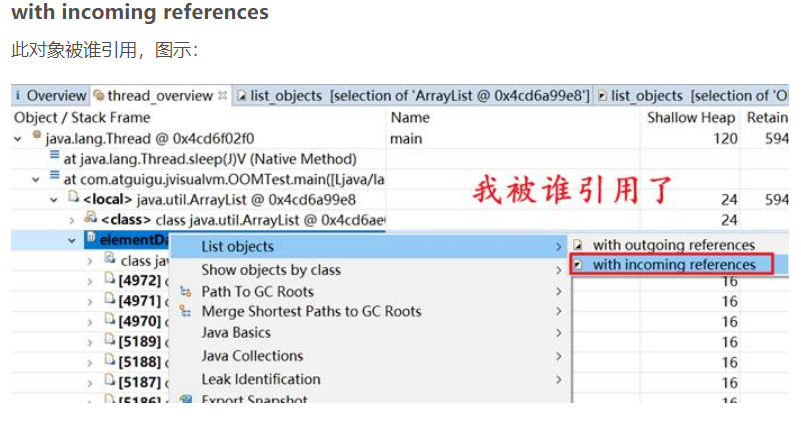 with incoming references
此对象被谁引用，图示：
Overview thread_overview list_objects [selection of 'ArrayList @ 0x4cd6a99e8'] list_objects [selection of 'O
Object / Stack Frame Name Shallow Heap Retain
java.lang.Thread @ 0x4cd6f02f0 main 120 594
at java.lang.Thread.sleep(J)V (Native Method)
at com.atguigu.jvisualvm.OOMTest.main([Ljava/la
我被谁引用了
<local> java.util.ArrayList @ 0x4cd6a99e8 24 594
<class> class java.util.ArrayList @ 0x4cd6ae 24
elementDa List objects with outgoing references
class jav Show objects by class with incoming references
[4972] Path To GC Roots 16
[4971] Merge Shortest Paths to GC Roots 16
[4970] Java Basics 16
[5189] 16
[5188] Java Collections 16
[5187] Leak Identification 16
[5186] Export Snapshot 16